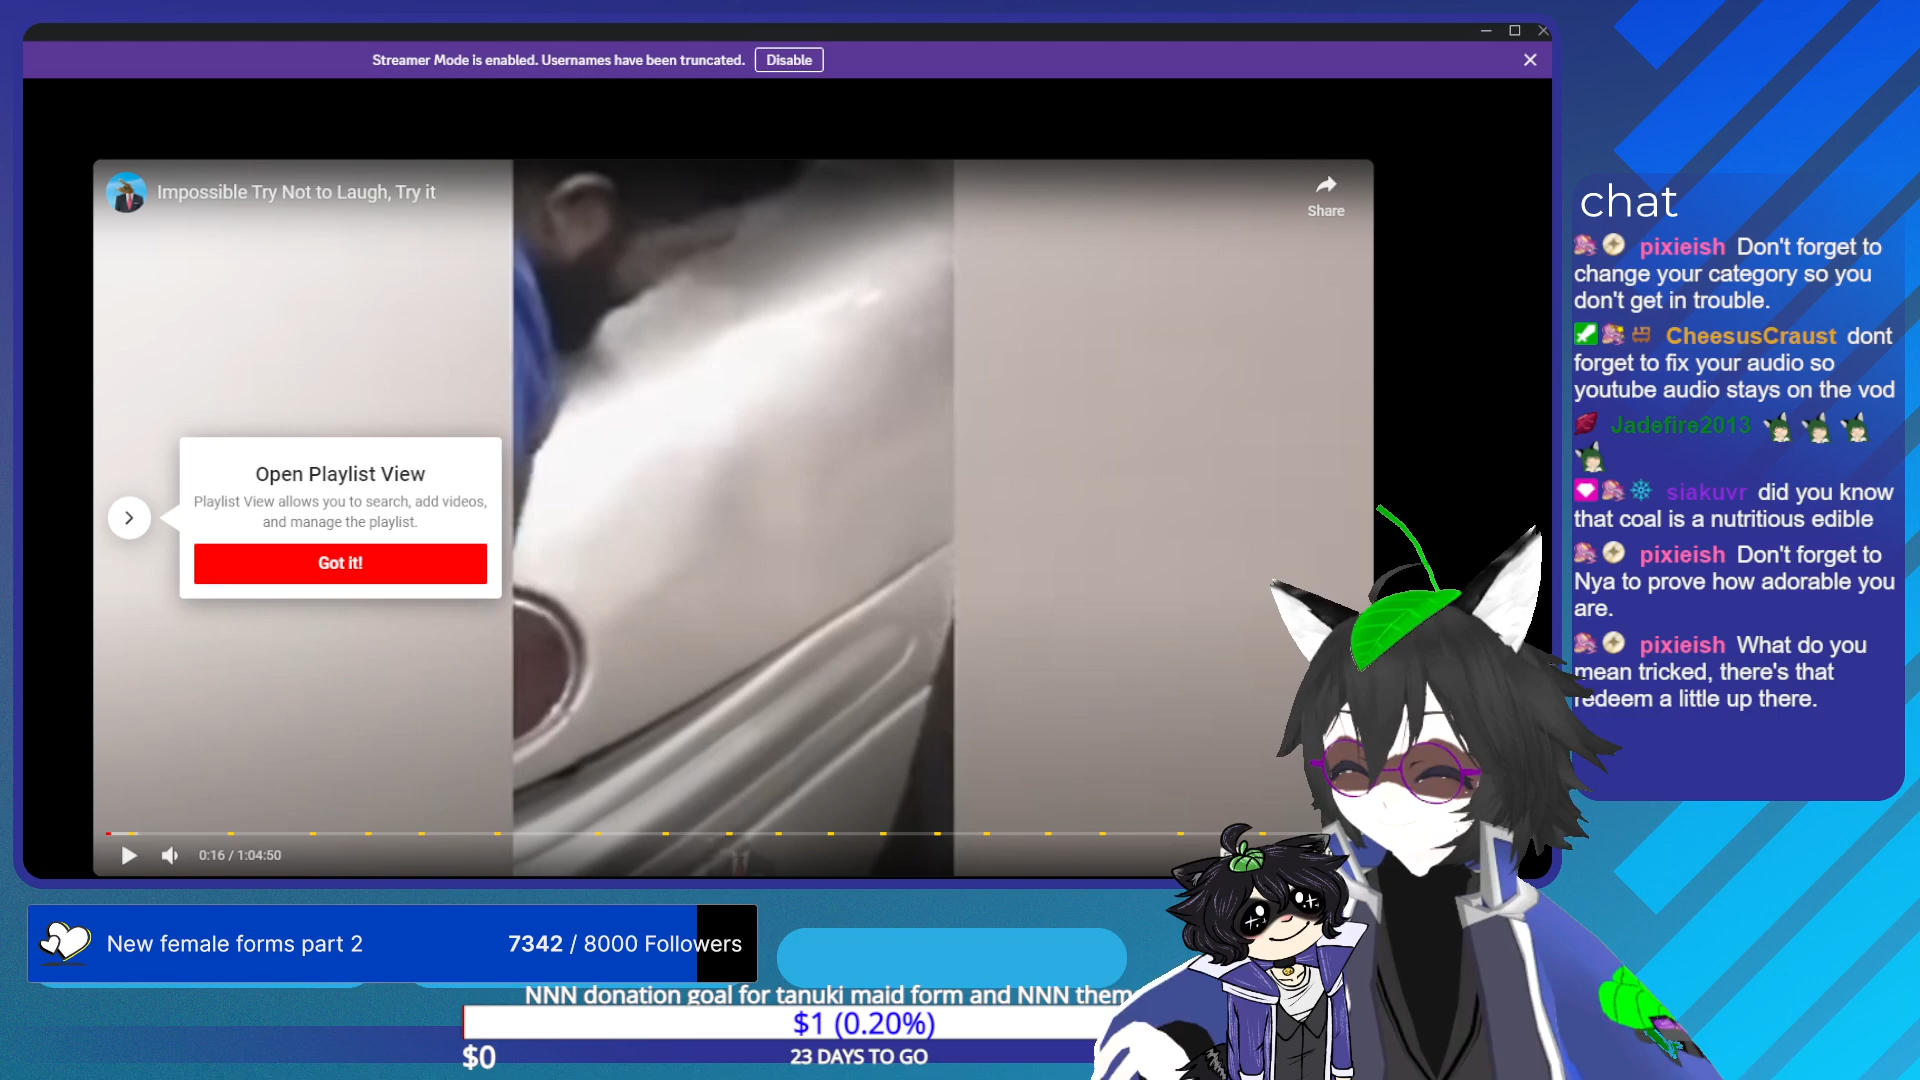 Streamer Mode is enabled. Usernames have been truncated.
Disable
Impossible Try Not to Laugh, Try it
Share
Open Playlist View
Playlist View allows you to search, add videos,
and manage the playlist.
Got it!
0:16 / 1:04:50
chat
pixieish Don't forget to
change your category so you
don't get in trouble.
CheesusCraust dont
forget to fix your audio so
youtube audio stays on the vod
Jadefire2013
siakuvr did you know
that coal is a nutritious edible
pixieish Don't forget to
Nya to prove how adorable you
are.
pixieish What do you
mean tricked, there's that
redeem a little up there.
New female forms part 2
7342 / 8000 Followers
NNN donation goal for tanuki maid form and NNN them
$1 (0.20%)
$0
23 DAYS TO GO